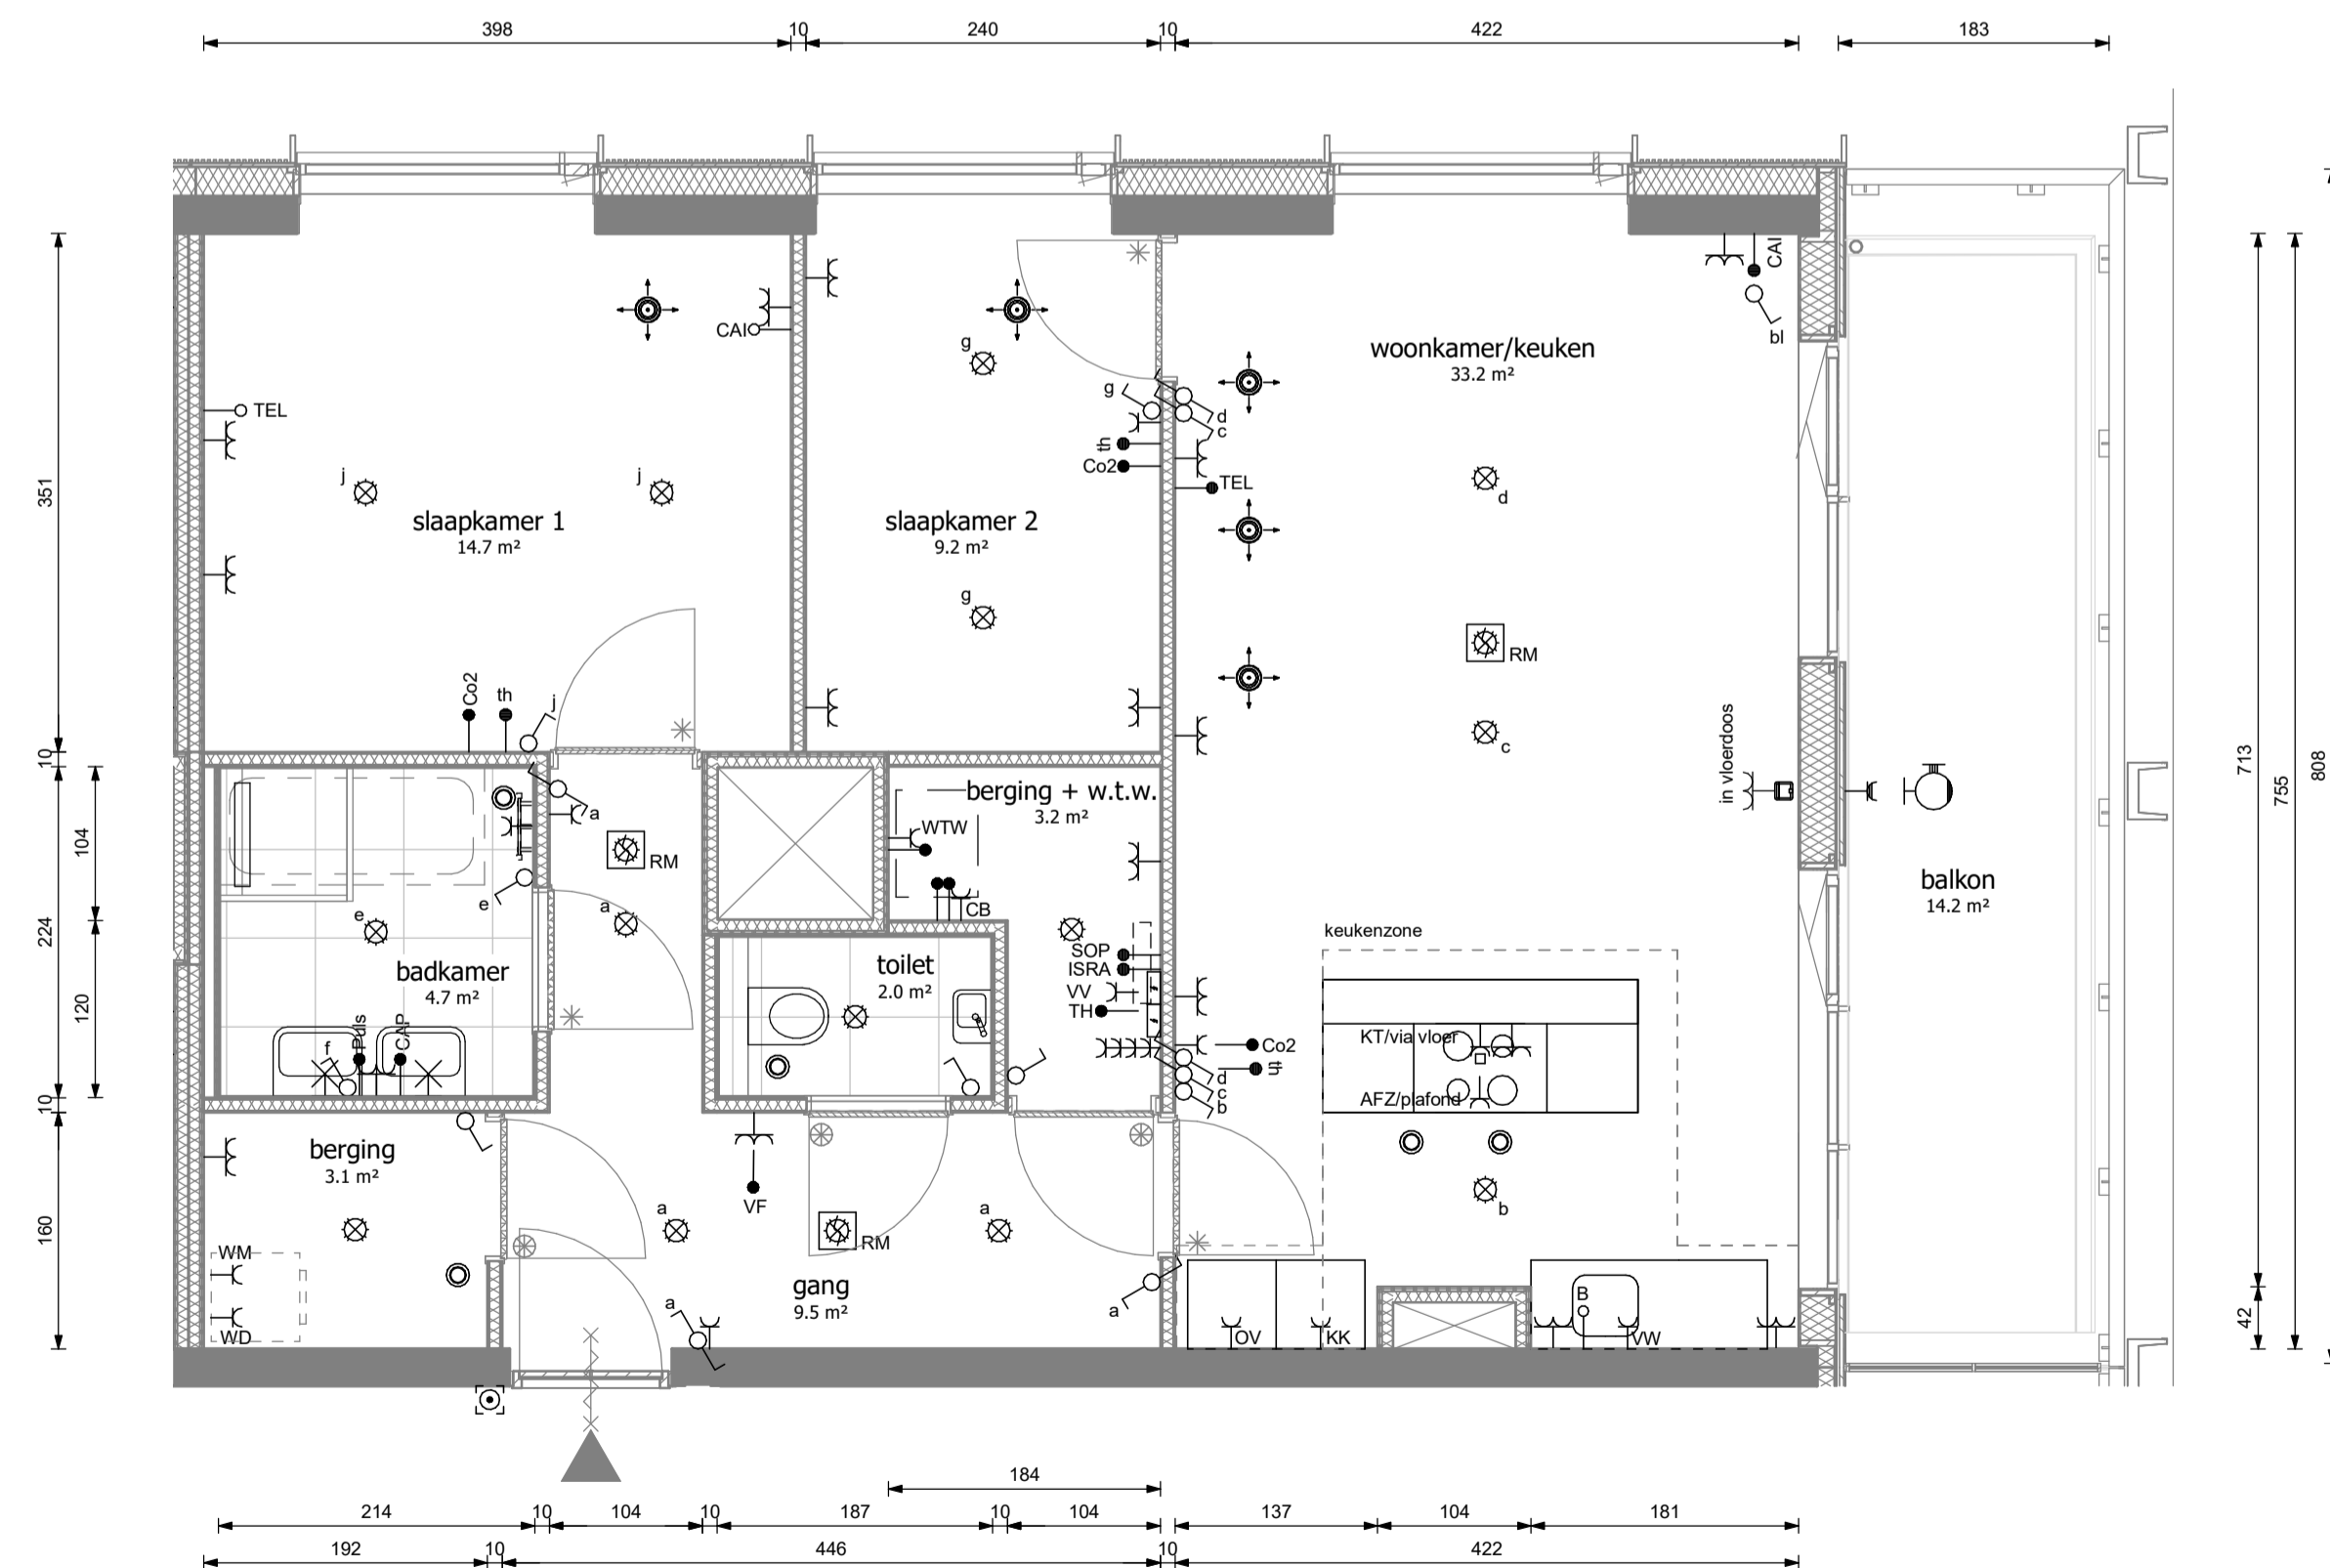 398
10
240
10
422
183
CAI
bl
CAI
g
woonkamer/keuken
33.2 m²
g
d
c
TEL
th
Co2
TEL
j
j
d
351
slaapkamer 1
14.7 m²
slaapkamer 2
9.2 m²
g
RM
Co2
th
j
c
in vloerdoos
713
755
808
10
berging + w.t.w.
3.2 m²
a
WTW
104
RM
e
a
e
CB
balkon
14.2 m²
224
keukenzone
SOP
ISRA
VV
TH
badkamer
4.7 m²
toilet
2.0 m²
120
Puls
CAP
f
KT/via vloer
Co2
th
d
c
b
AFZ/plafond
10
berging
3.1 m²
VF
a
a
b
160
RM
WM
WD
gang
9.5 m²
a
a
B
OV
KK
VW
42
184
214
10
104
10
187
10
104
137
104
181
192
10
446
10
422